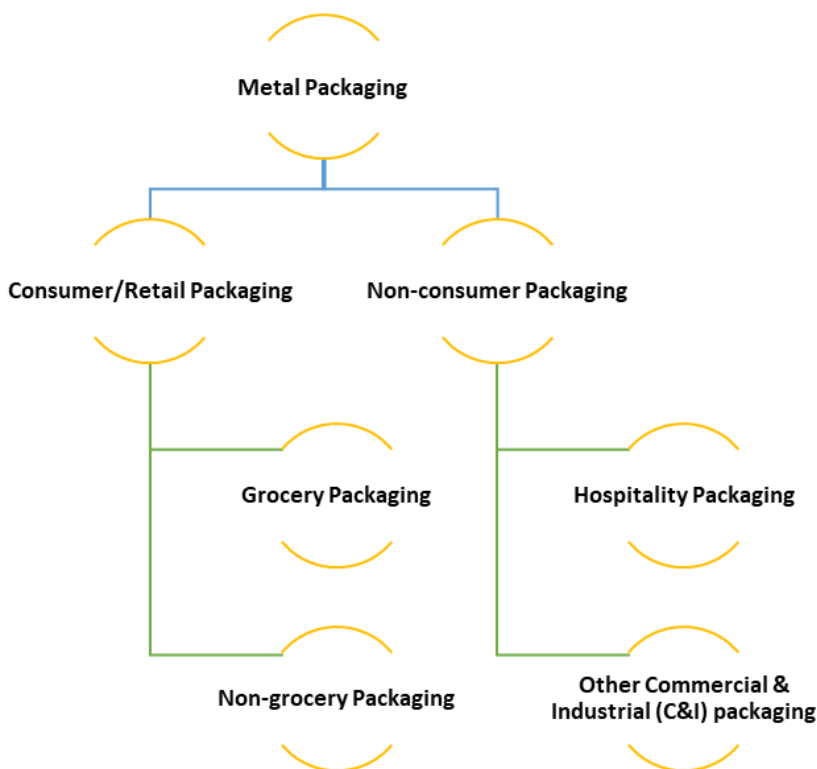 Metal Packaging
Consumer/Retail Packaging
Non-consumer Packaging
Grocery Packaging
Hospitality Packaging
Non-grocery Packaging
Other Commercial &
Industrial (C&I) packaging